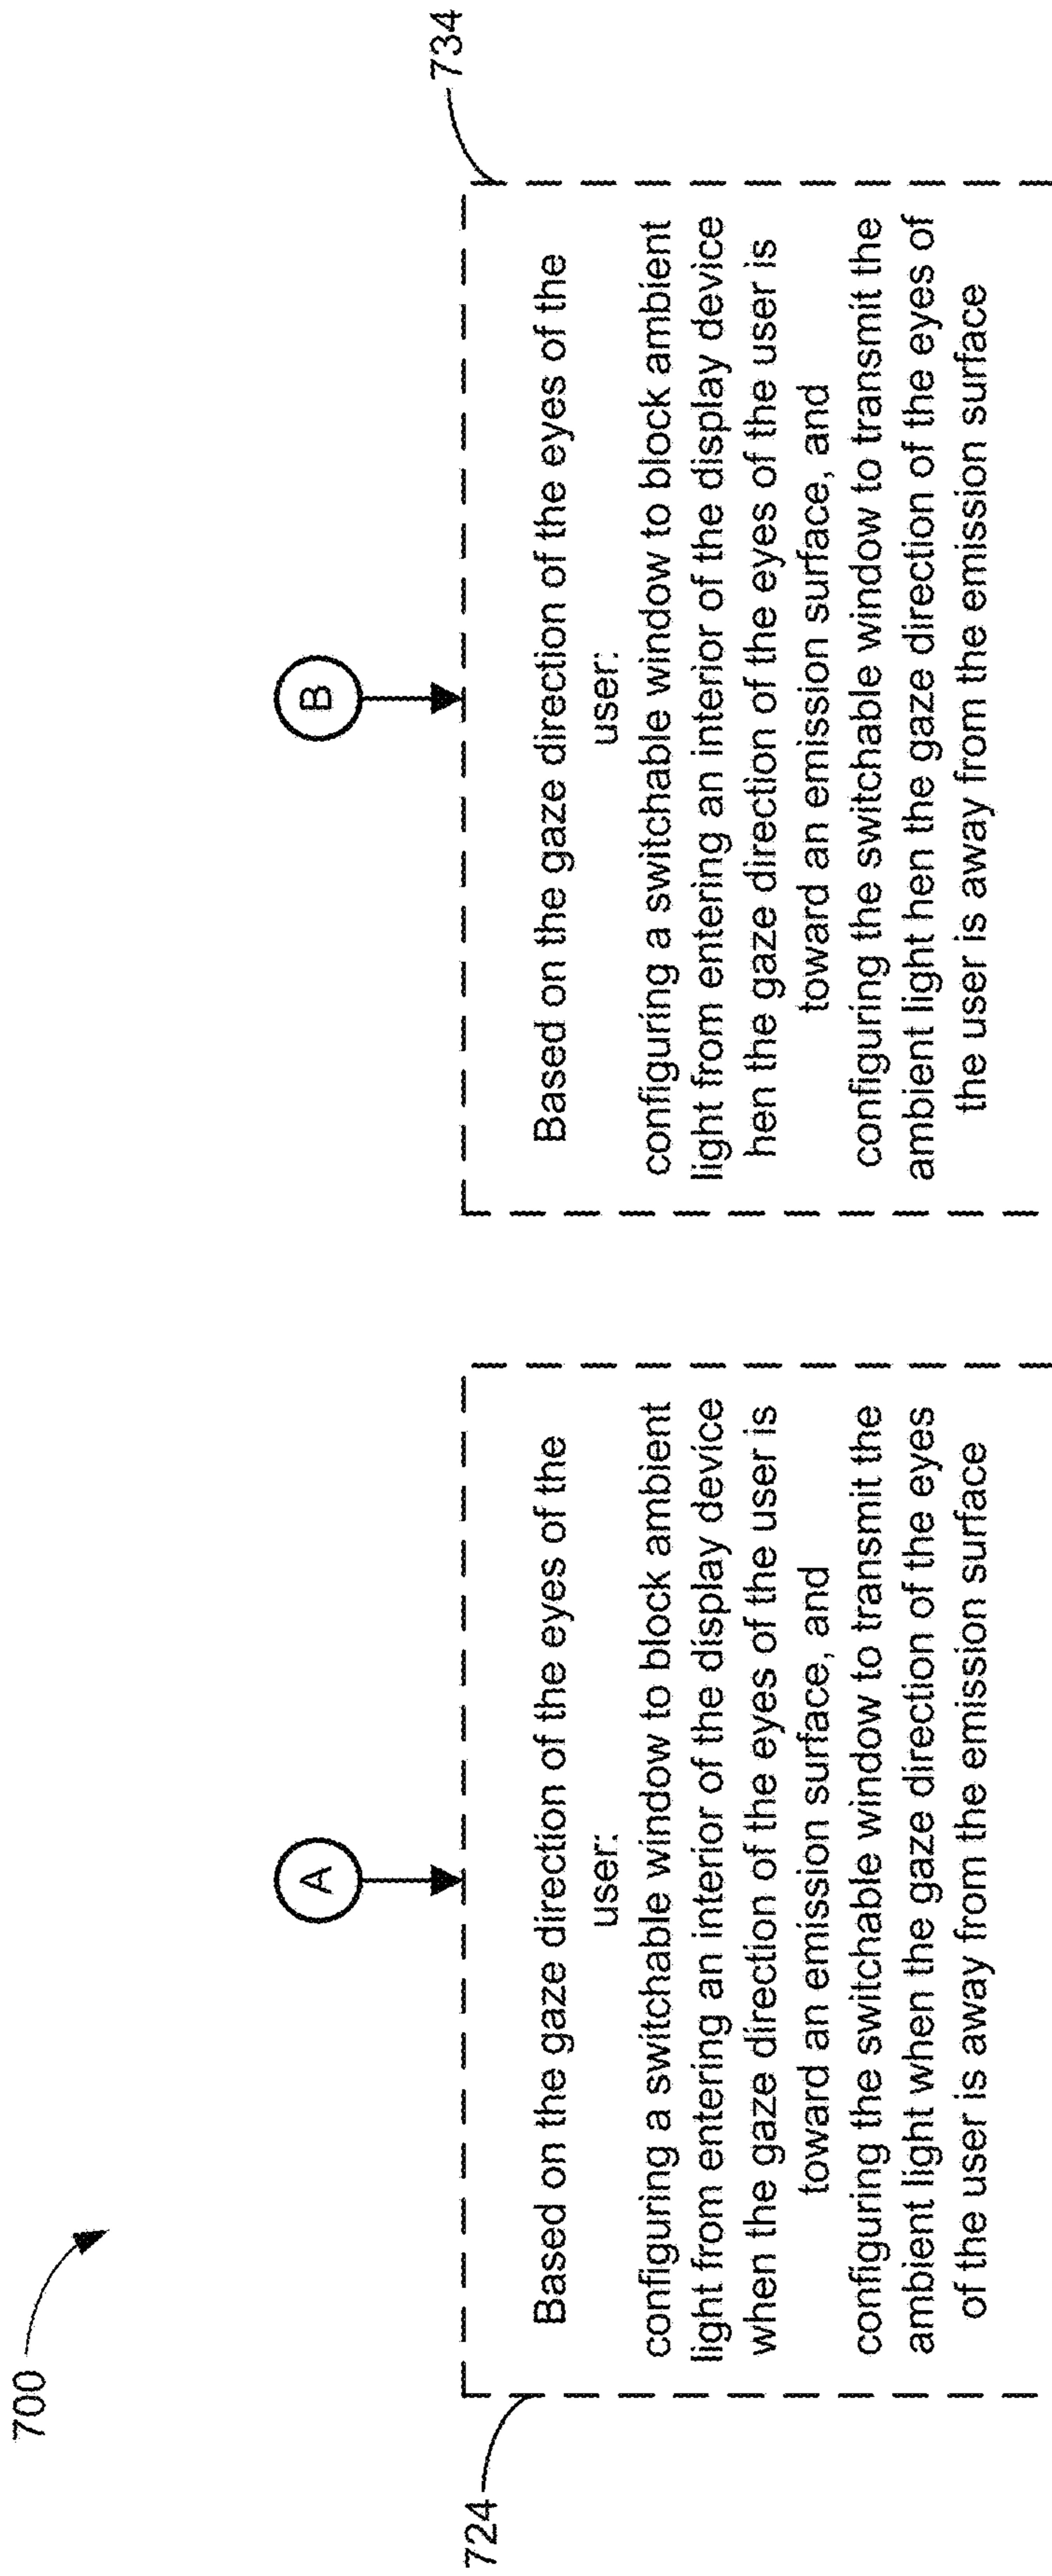 700
A
724
Based on the gaze direction of the eyes of the
user:
configuring a switchable window to block ambient
light from entering an interior of the display device
when the gaze direction of the eyes of the user is
toward an emission surface, and
configuring the switchable window to transmit the
ambient light when the gaze direction of the eyes
of the user is away from the emission surface
B
734
Based on the gaze direction of the eyes of the
user:
configuring a switchable window to block ambient
light from entering an interior of the display device
hen the gaze direction of the eyes of the user is
toward an emission surface, and
configuring the switchable window to transmit the
ambient light hen the gaze direction of the eyes of
the user is away from the emission surface